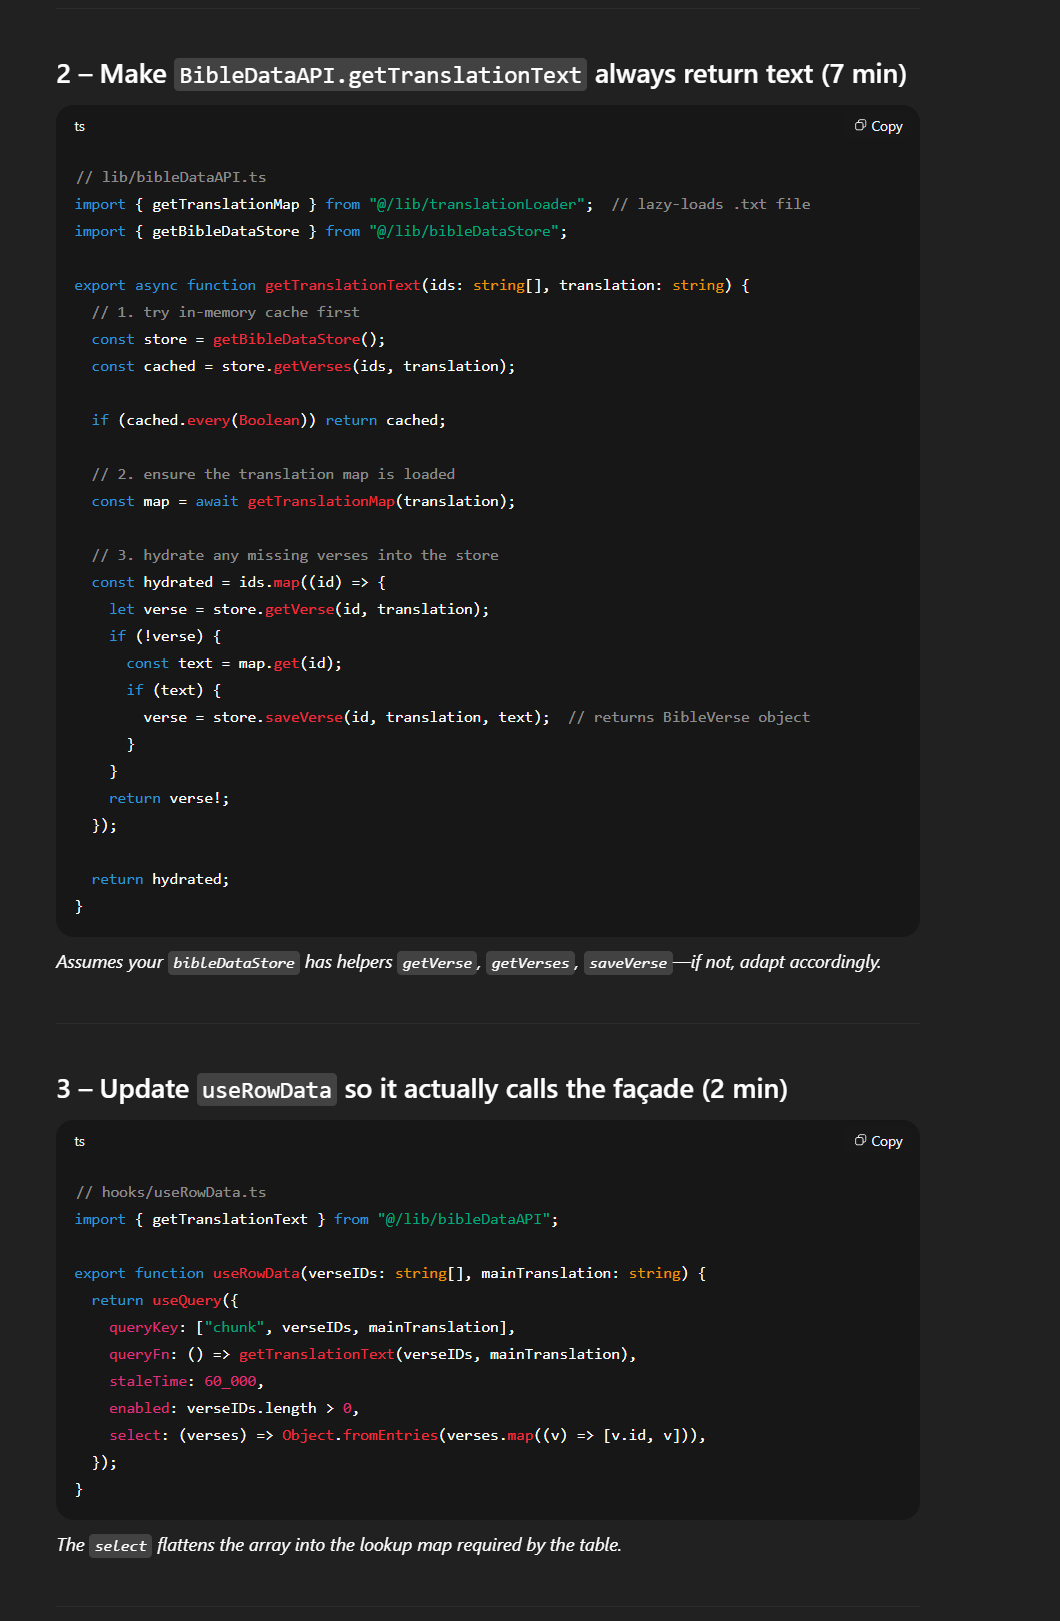 2 – Make BibleDataAPI.getTranslationText always return text (7 min)
ts
Copy
// lib/bibleDataAPI.ts
import { getTranslationMap } from "@/lib/translationLoader";  // lazy-loads .txt file
import { getBibleDataStore } from "@/lib/bibleDataStore";
export async function getTranslationText(ids: string[], translation: string) {
  // 1. try in-memory cache first
  const store = getBibleDataStore();
  const cached = store.getVerses(ids, translation);
  if (cached.every(Boolean)) return cached;
  // 2. ensure the translation map is loaded
  const map = await getTranslationMap(translation);
  // 3. hydrate any missing verses into the store
  const hydrated = ids.map((id) => {
    let verse = store.getVerse(id, translation);
    if (!verse) {
      const text = map.get(id);
      if (text) {
        verse = store.saveVerse(id, translation, text);  // returns BibleVerse object
      }
    }
    return verse!;
  });
  return hydrated;
}
Assumes your bibleDataStore has helpers getVerse, getVerses, saveVerse—if not, adapt accordingly.
3 – Update useRowData so it actually calls the façade (2 min)
ts
Copy
// hooks/useRowData.ts
import { getTranslationText } from "@/lib/bibleDataAPI";
export function useRowData(verseIDs: string[], mainTranslation: string) {
  return useQuery({
    queryKey: ["chunk", verseIDs, mainTranslation],
    queryFn: () => getTranslationText(verseIDs, mainTranslation),
    staleTime: 60_000,
    enabled: verseIDs.length > 0,
    select: (verses) => Object.fromEntries(verses.map((v) => [v.id, v])),
  });
}
The select flattens the array into the lookup map required by the table.